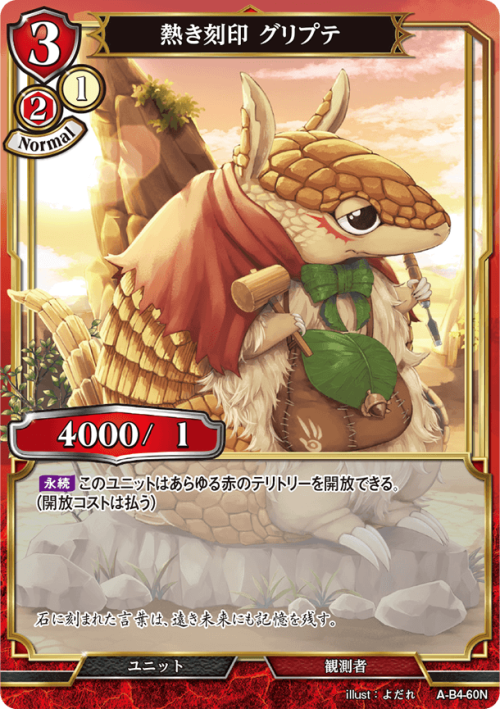 3
熱き刻印 グリプテ
2
1
Normal
4000/ 1
永続 このユニットはあらゆる赤のテリトリーを開放できる。
(開放コストは払う)
石に刻まれた言葉は、遠き未来にも記憶を残す。
ユニット
観測者
illust:よだれ A-B4-60N